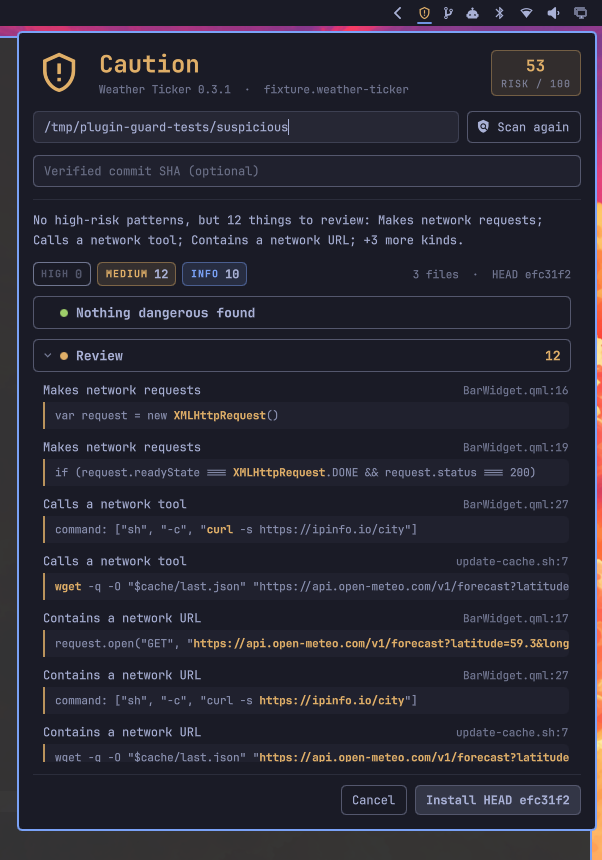 Caution
Weather Ticker 0.3.1 · fixture.weather-ticker
53
RISK / 100
/tmp/plugin-guard-tests/suspicious
Scan again
Verified commit SHA (optional)
No high-risk patterns, but 12 things to review: Makes network requests;
Calls a network tool; Contains a network URL; +3 more kinds.
HIGH 0 MEDIUM 12 INFO 10 3 files · HEAD efc31f2
Nothing dangerous found
Review 12
Makes network requests BarWidget.qml:16
var request = new XMLHttpRequest()
Makes network requests BarWidget.qml:19
if (request.readyState === XMLHttpRequest.DONE && request.status === 200)
Calls a network tool BarWidget.qml:27
command: ["sh", "-c", "curl -s https://ipinfo.io/city"]
Calls a network tool update-cache.sh:7
wget -q -O "$cache/last.json" "https://api.open-meteo.com/v1/forecast?latitude
Contains a network URL BarWidget.qml:17
request.open("GET", "https://api.open-meteo.com/v1/forecast?latitude=59.3&long
Contains a network URL BarWidget.qml:27
command: ["sh", "-c", "curl -s https://ipinfo.io/city"]
Contains a network URL update-cache.sh:7
wget -q -O "$cache/last.json" "https://api.open-meteo.com/v1/forecast?latitude
Cancel
Install HEAD efc31f2